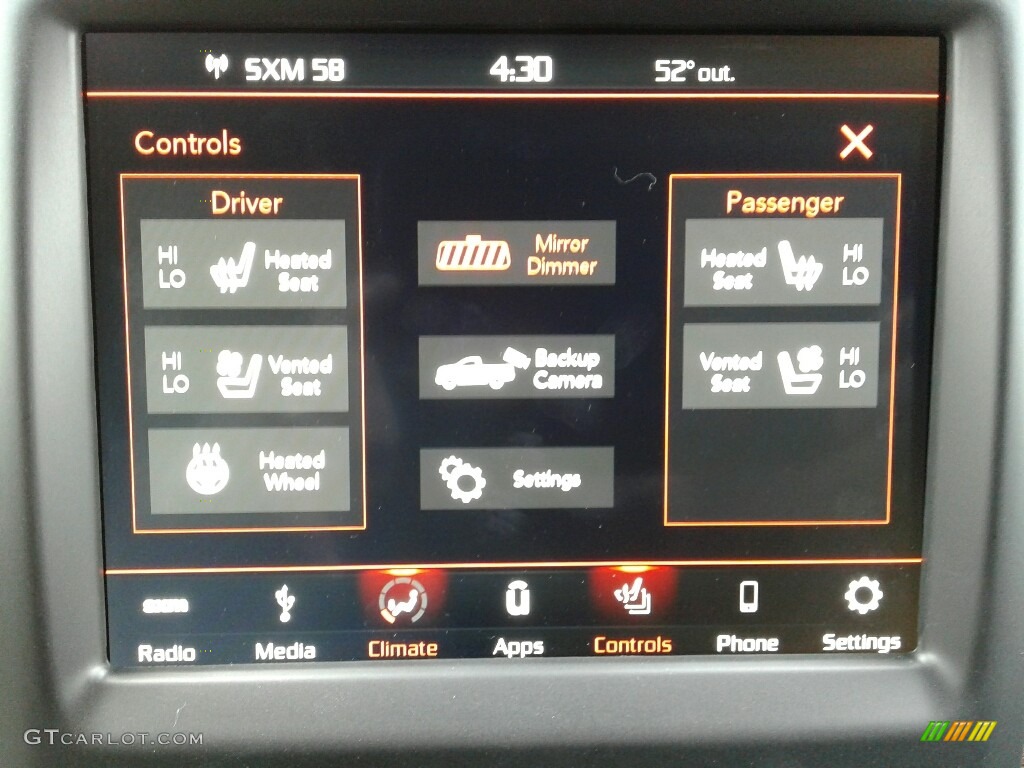 SXM 58 4:30 52° out.
Controls
Driver
HI
LO
Heated
Seat
HI
LO
Vented
Seat
Heated
Wheel
Mirror
Dimmer
Backup
Camera
Settings
Passenger
Heated
Seat
HI
LO
Vented
Seat
HI
LO
sxm
Radio Media Climate Apps Controls Phone Settings
GTCARLOT.COM